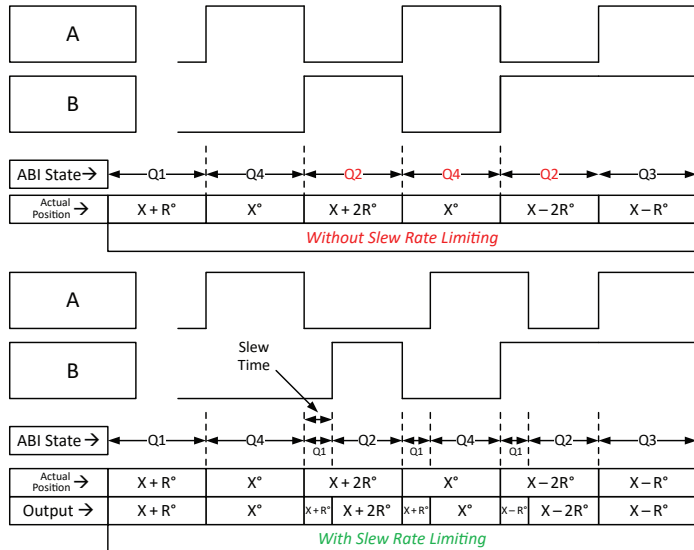 A
B
ABI State → Q1 Q4 Q2 Q4 Q2 Q3
Actual
Position → X + R° X° X + 2R° X° X – 2R° X – R°
Without Slew Rate Limiting
A
B
Slew
Time
ABI State → Q1 Q4 Q1 Q2 Q1 Q4 Q1 Q2 Q3
Actual
Position → X + R° X° X + 2R° X° X – 2R° X – R°
Output → X + R° X° X + R° X + 2R° X + R° X° X – R° X – 2R° X – R°
With Slew Rate Limiting